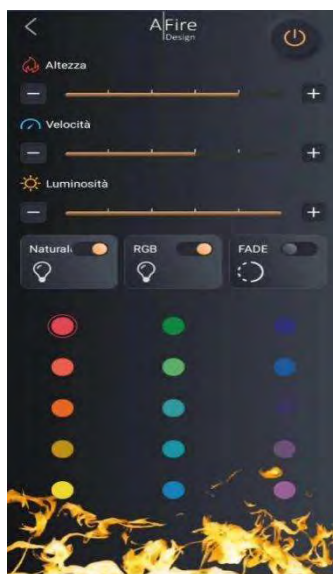 AFire
Design
Altezza
Velocità
Luminosità
Natural
RGB
FADE